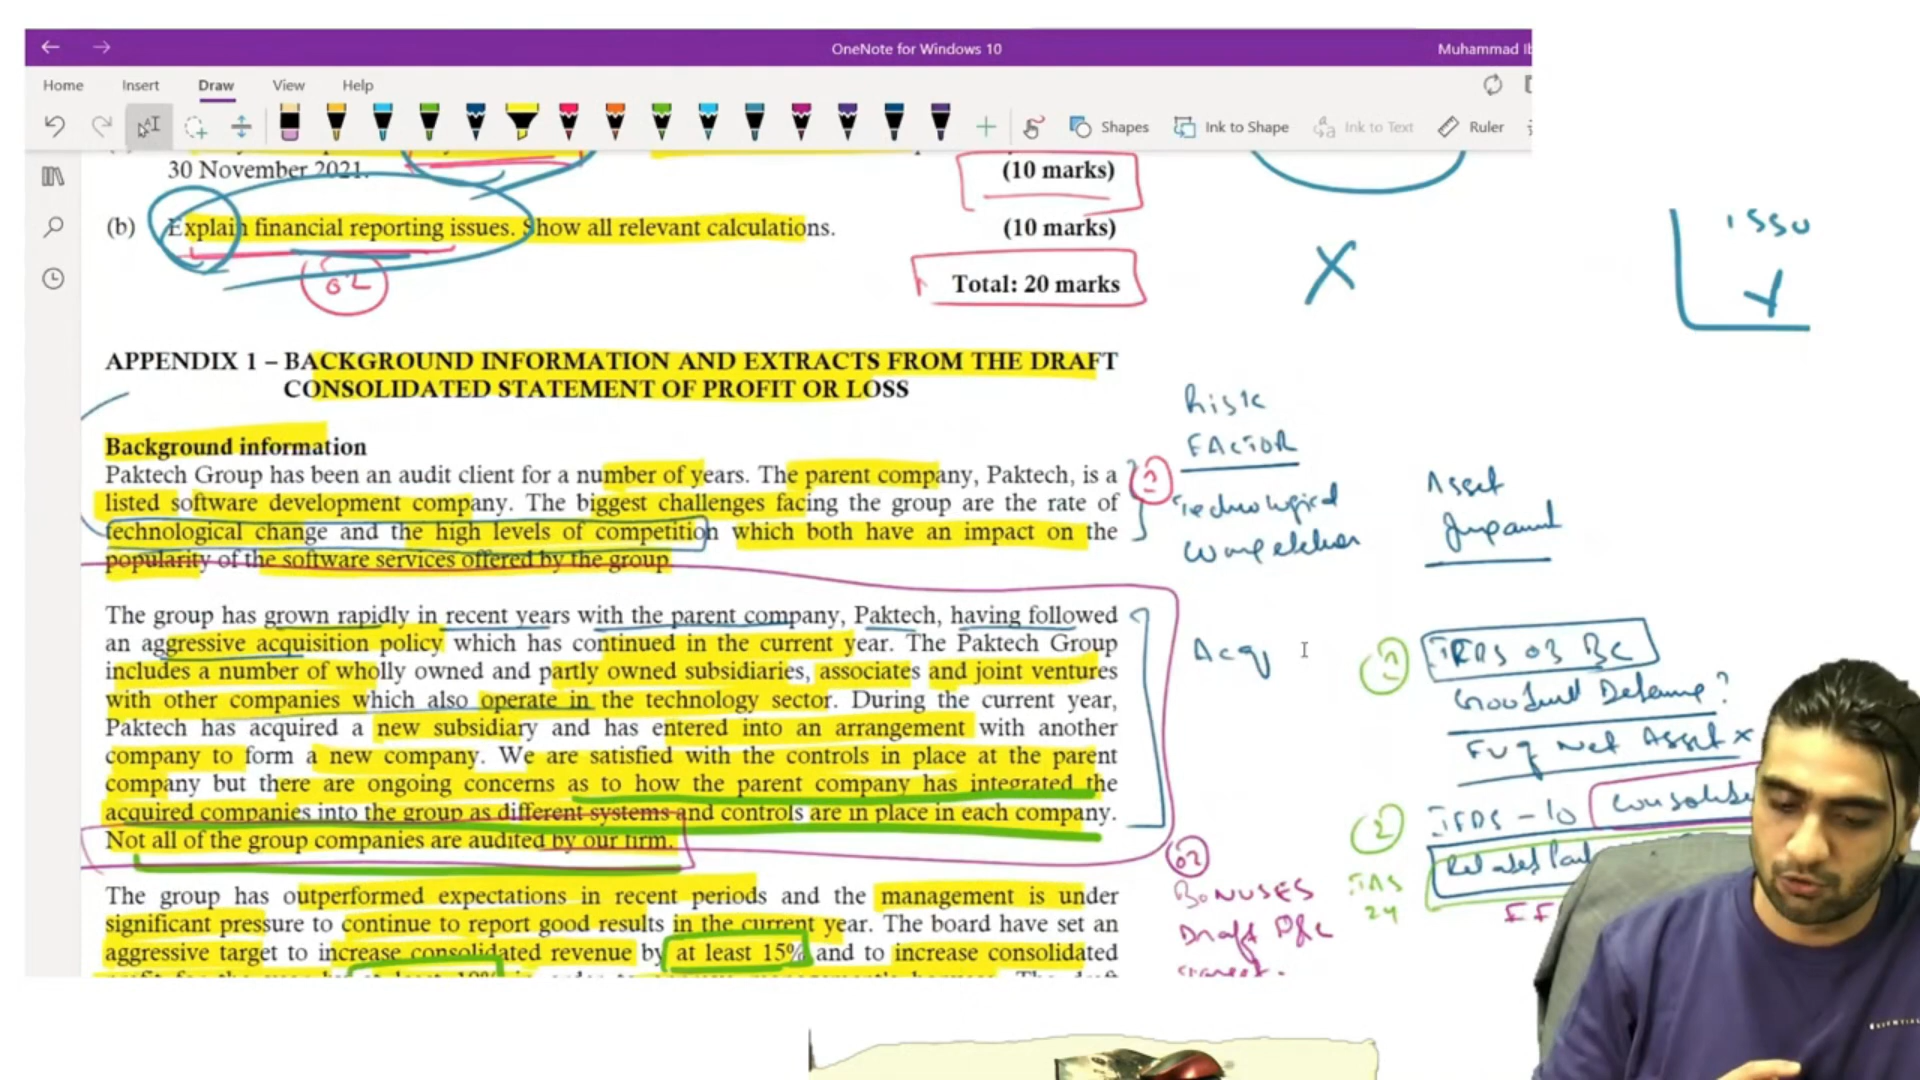 OneNote for Windows 10
Muhammad Ib
Home Insert Draw View Help
Shapes Ink to Shape Ink to Text Ruler
30 November 2021. (10 marks)
(b) Explain financial reporting issues. Show all relevant calculations. (10 marks)
02
Total: 20 marks
issu
X
APPENDIX 1 – BACKGROUND INFORMATION AND EXTRACTS FROM THE DRAFT
CONSOLIDATED STATEMENT OF PROFIT OR LOSS
Risk
FACTOR
Background information
Paktech Group has been an audit client for a number of years. The parent company, Paktech, is a
listed software development company. The biggest challenges facing the group are the rate of
technological change and the high levels of competition which both have an impact on the
popularity of the software services offered by the group.
Technological
Competition
Asset
The group has grown rapidly in recent years with the parent company, Paktech, having followed
an aggressive acquisition policy which has continued in the current year. The Paktech Group
includes a number of wholly owned and partly owned subsidiaries, associates and joint ventures
with other companies which also operate in the technology sector. During the current year,
Paktech has acquired a new subsidiary and has entered into an arrangement with another
company to form a new company. We are satisfied with the controls in place at the parent
company but there are ongoing concerns as to how the parent company has integrated the
acquired companies into the group as different systems and controls are in place in each company.
Not all of the group companies are audited by our firm.
Acq
IFRS 03 BC
FV of Net Asset x
2
IFRS - 10
IAS
24
02
BONUSES
Draft P&L
The group has outperformed expectations in recent periods and the management is under
significant pressure to continue to report good results in the current year. The board have set an
aggressive target to increase consolidated revenue by at least 15% and to increase consolidated